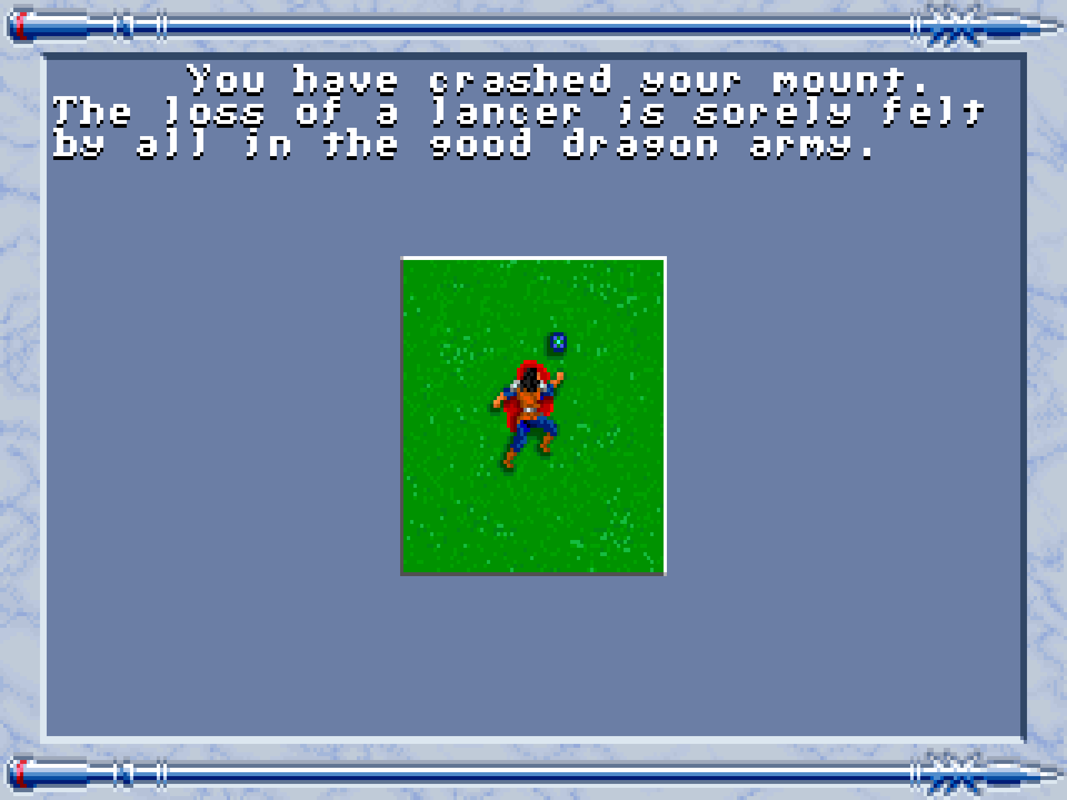 You have crashed your mount.
The loss of a lancer is sorely felt
by all in the good dragon army.